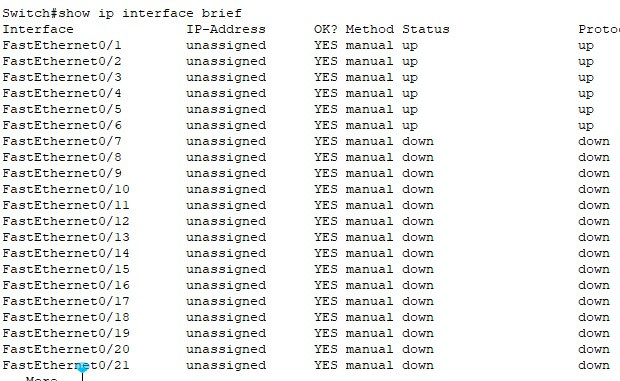 Switch#show ip interface brief
Interface IP-Address OK? Method Status Proto
FastEthernet0/1 unassigned YES manual up up
FastEthernet0/2 unassigned YES manual up up
FastEthernet0/3 unassigned YES manual up up
FastEthernet0/4 unassigned YES manual up up
FastEthernet0/5 unassigned YES manual up up
FastEthernet0/6 unassigned YES manual up up
FastEthernet0/7 unassigned YES manual down down
FastEthernet0/8 unassigned YES manual down down
FastEthernet0/9 unassigned YES manual down down
FastEthernet0/10 unassigned YES manual down down
FastEthernet0/11 unassigned YES manual down down
FastEthernet0/12 unassigned YES manual down down
FastEthernet0/13 unassigned YES manual down down
FastEthernet0/14 unassigned YES manual down down
FastEthernet0/15 unassigned YES manual down down
FastEthernet0/16 unassigned YES manual down down
FastEthernet0/17 unassigned YES manual down down
FastEthernet0/18 unassigned YES manual down down
FastEthernet0/19 unassigned YES manual down down
FastEthernet0/20 unassigned YES manual down down
FastEthernet0/21 unassigned YES manual down down
More